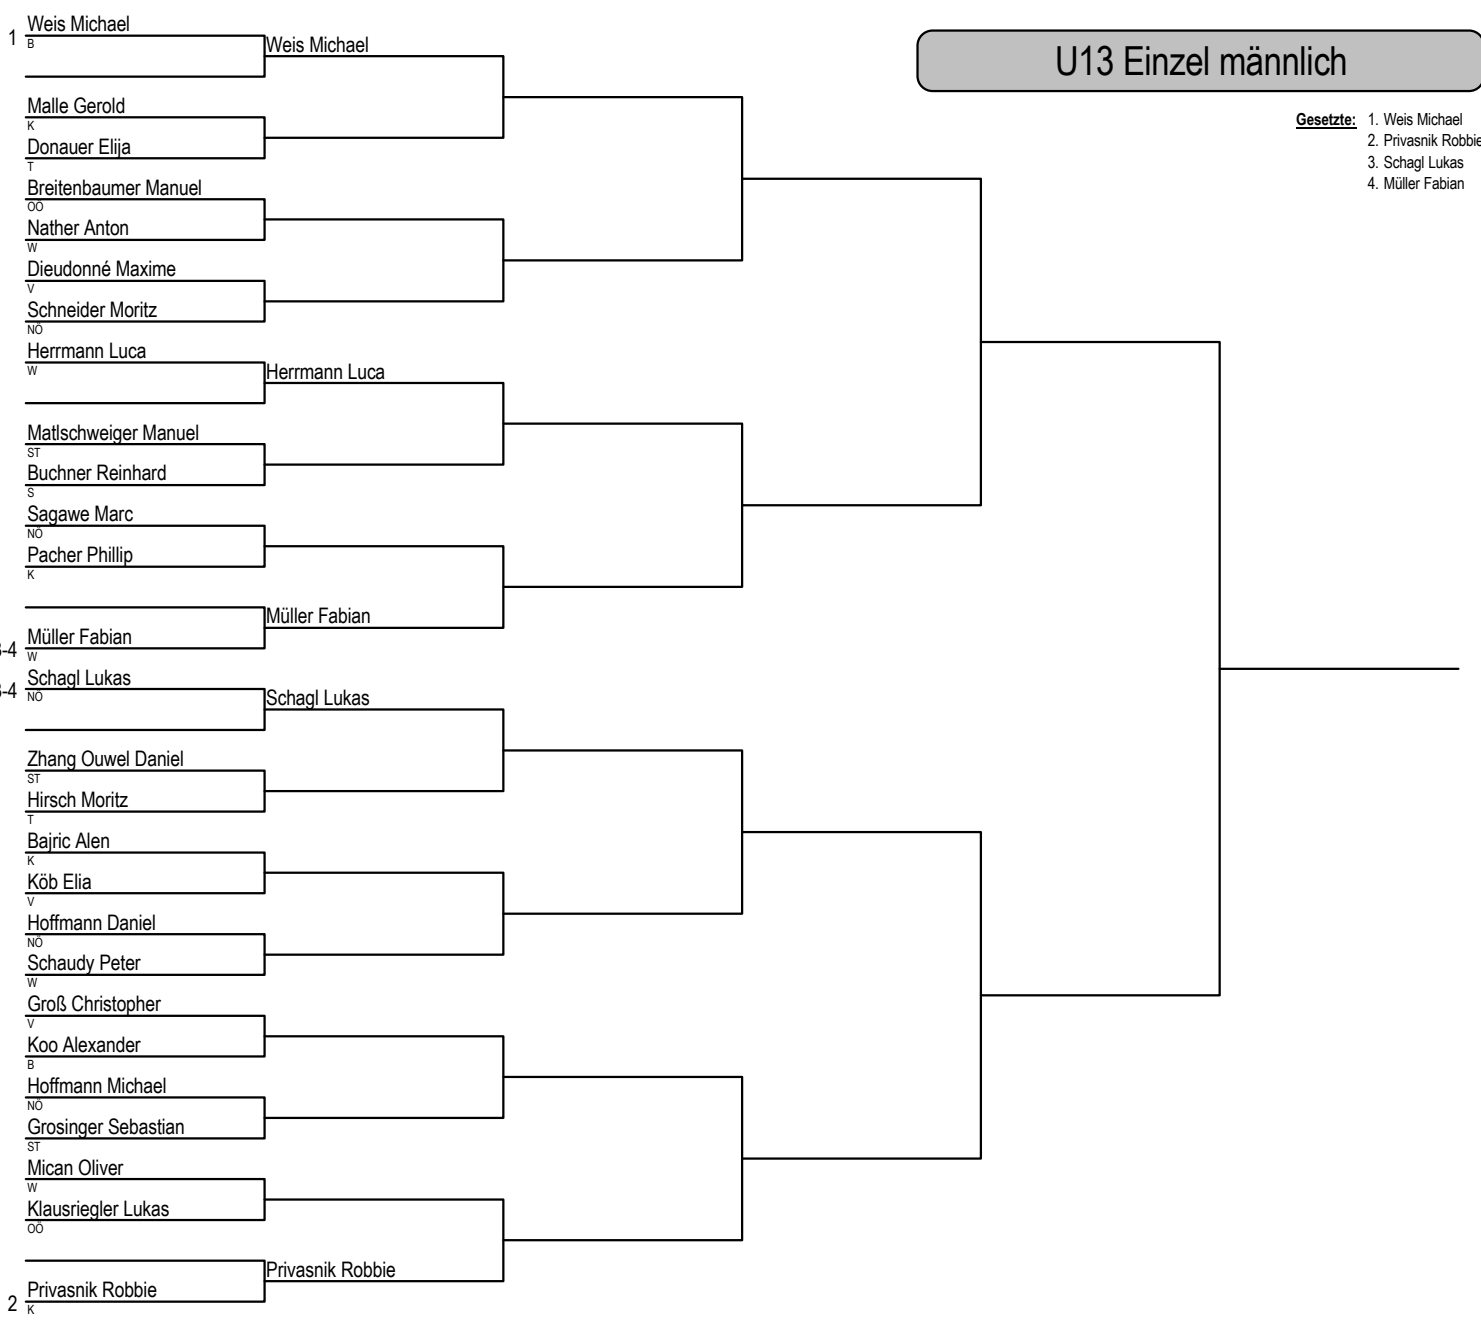 U13 Einzel männlich
Gesetzte: 1. Weis Michael
2. Privasnik Robbie
3. Schagl Lukas
4. Müller Fabian
1 Weis Michael
B
Weis Michael
Malle Gerold
K
Donauer Elija
T
Breitenbaumer Manuel
OÖ
Nather Anton
W
Dieudonné Maxime
V
Schneider Moritz
NÖ
Herrmann Luca
W
Herrmann Luca
Matlschweiger Manuel
ST
Buchner Reinhard
S
Sagawe Marc
NÖ
Pacher Phillip
K
Müller Fabian
3-4 Müller Fabian
W
3-4 Schagl Lukas
NÖ
Schagl Lukas
Zhang Ouwel Daniel
ST
Hirsch Moritz
T
Bajric Alen
K
Köb Elia
V
Hoffmann Daniel
NÖ
Schaudy Peter
W
Groß Christopher
V
Koo Alexander
B
Hoffmann Michael
NÖ
Grosinger Sebastian
ST
Mican Oliver
W
Klausriegler Lukas
OÖ
Privasnik Robbie
2 Privasnik Robbie
K